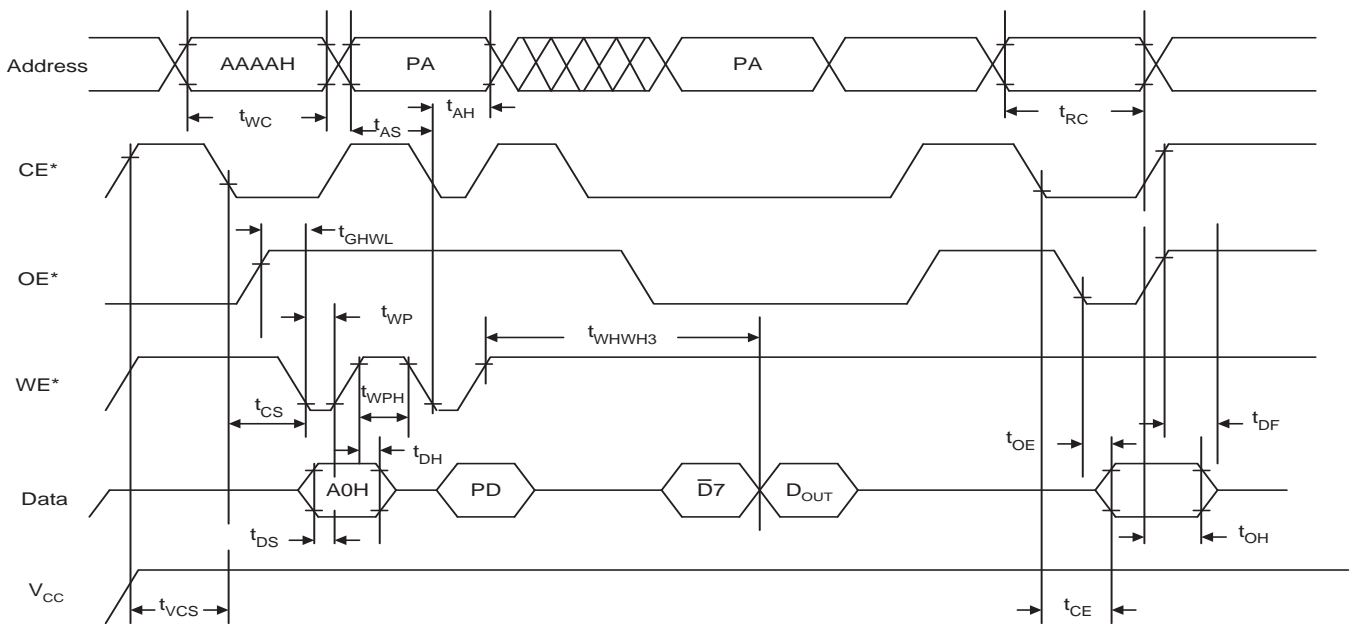 Address
AAAAH
PA
PA
tWC
tAS
tAH
tRC
CE*
tGHWL
OE*
tWP
tWHWH3
WE*
tCS
tWPH
tOE
tDF
tDH
Data
A0H
PD
D̅7
DOUT
tDS
tOH
VCC
tVCS
tCE